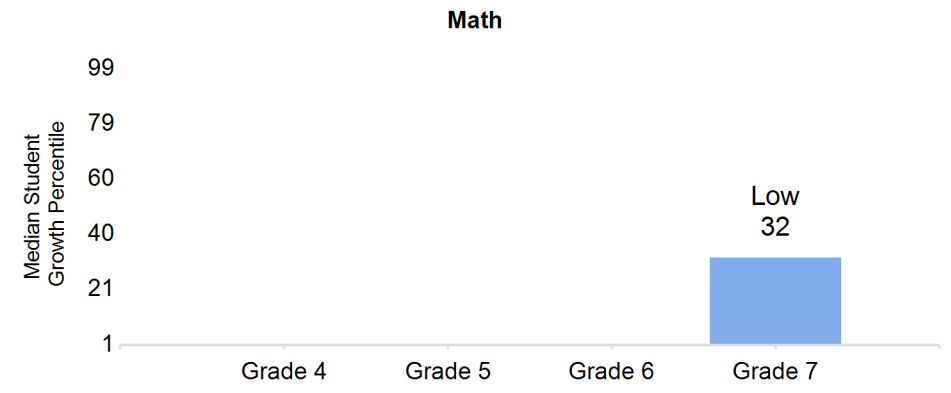 Math
Median Student
Growth Percentile
99
79
60
40
21
1
Low
32
Grade 4
Grade 5
Grade 6
Grade 7